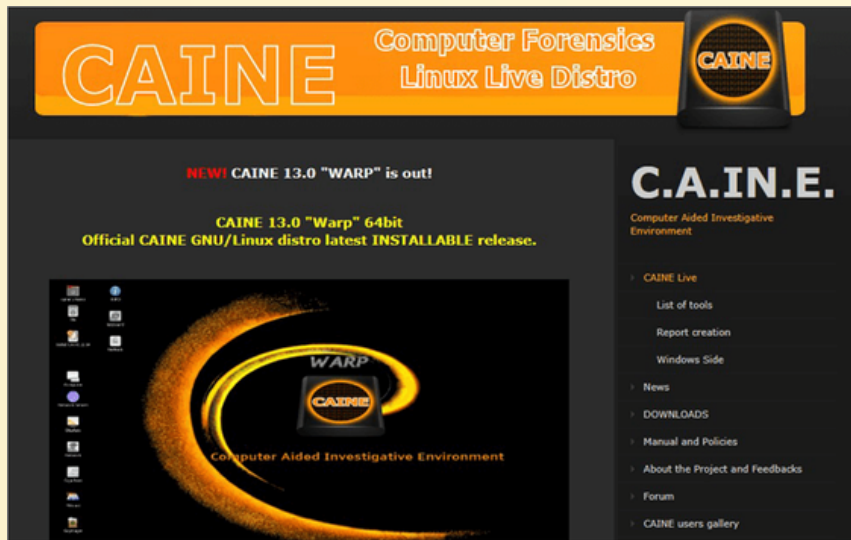 CAINE
Computer Forensics
Linux Live Distro
CAINE
NEW! CAINE 13.0 "WARP" is out!
CAINE 13.0 "Warp" 64bit
Official CAINE GNU/Linux distro latest INSTALLABLE release.
WARP
CAINE
Computer Aided Investigative Environment
C.A.IN.E.
Computer Aided Investigative
Environment
CAINE Live
List of tools
Report creation
Windows Side
News
DOWNLOADS
Manual and Policies
About the Project and Feedbacks
Forum
CAINE users gallery